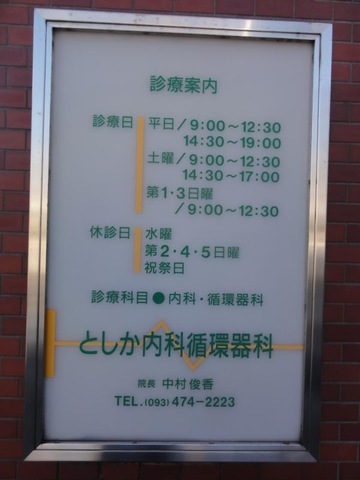 診療案内
診療日 平日/9:00〜12:30
14:30〜19:00
土曜/9:00〜12:30
14:30〜17:00
第1・3日曜
/9:00〜12:30
休診日 水曜
第2・4・5日曜
祝祭日
診療科目●内科・循環器科
としか内科循環器科
院長 中村俊香
TEL.(093)474-2223